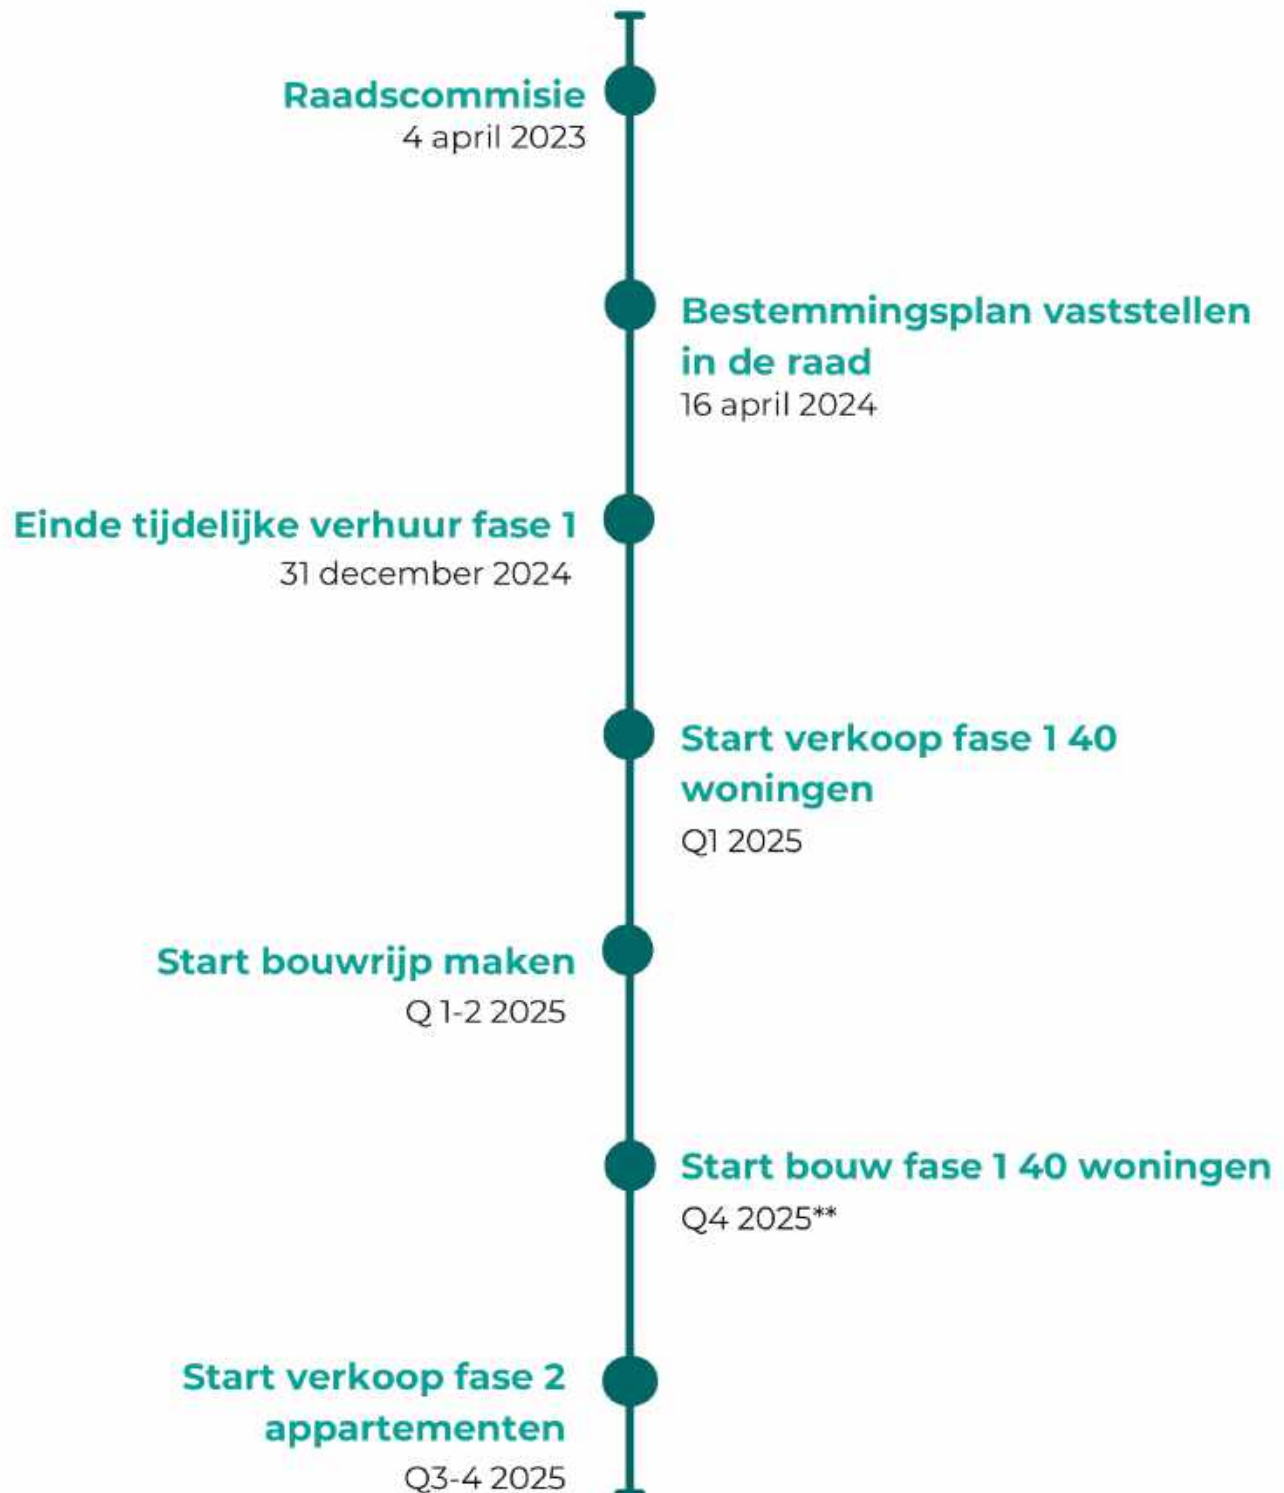 Raadscommisie
4 april 2023
Bestemmingsplan vaststellen
in de raad
16 april 2024
Einde tijdelijke verhuur fase 1
31 december 2024
Start verkoop fase 1 40
woningen
Q1 2025
Start bouwrijp maken
Q 1-2 2025
Start bouw fase 1 40 woningen
Q4 2025**
Start verkoop fase 2
appartementen
Q3-4 2025